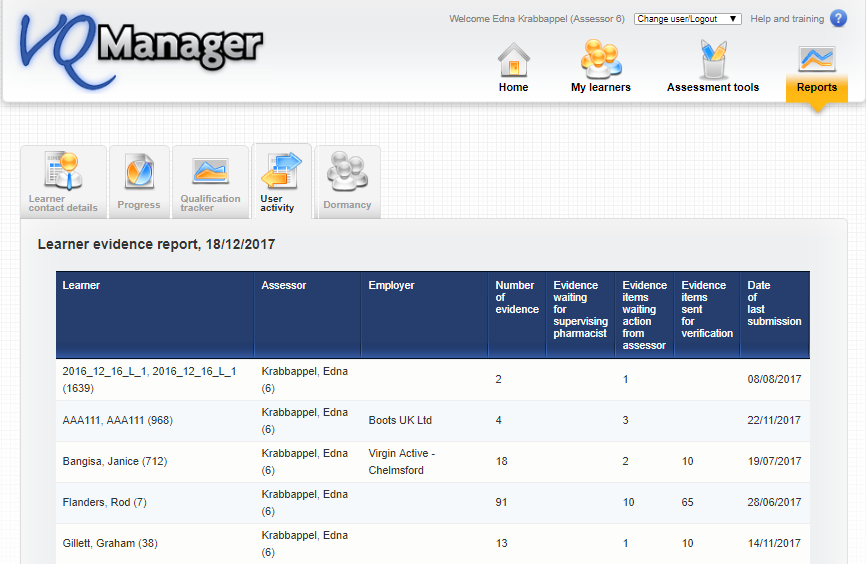 VQManager
Welcome Edna Krabbappel (Assessor 6) Change user/Logout Help and training ?
Home My learners Assessment tools Reports
Learner
contact details
Progress
Qualification
tracker
User
activity
Dormancy
Learner evidence report, 18/12/2017
Learner
Assessor
Employer
Number
of
evidence
Evidence
waiting
for
supervising
pharmacist
Evidence
items
waiting
action
from
assessor
Evidence
items
sent
for
verification
Date
of
last
submission
2016_12_16_L_1, 2016_12_16_L_1
(1639)
Krabbappel, Edna
(6)
2 1 08/08/2017
AAA111, AAA111 (968)
Krabbappel, Edna
(6)
Boots UK Ltd
4 3 22/11/2017
Bangisa, Janice (712)
Krabbappel, Edna
(6)
Virgin Active -
Chelmsford
18 2 10 19/07/2017
Flanders, Rod (7)
Krabbappel, Edna
(6)
91 10 65 28/06/2017
Gillett, Graham (38)
Krabbappel, Edna
(6)
13 1 10 14/11/2017